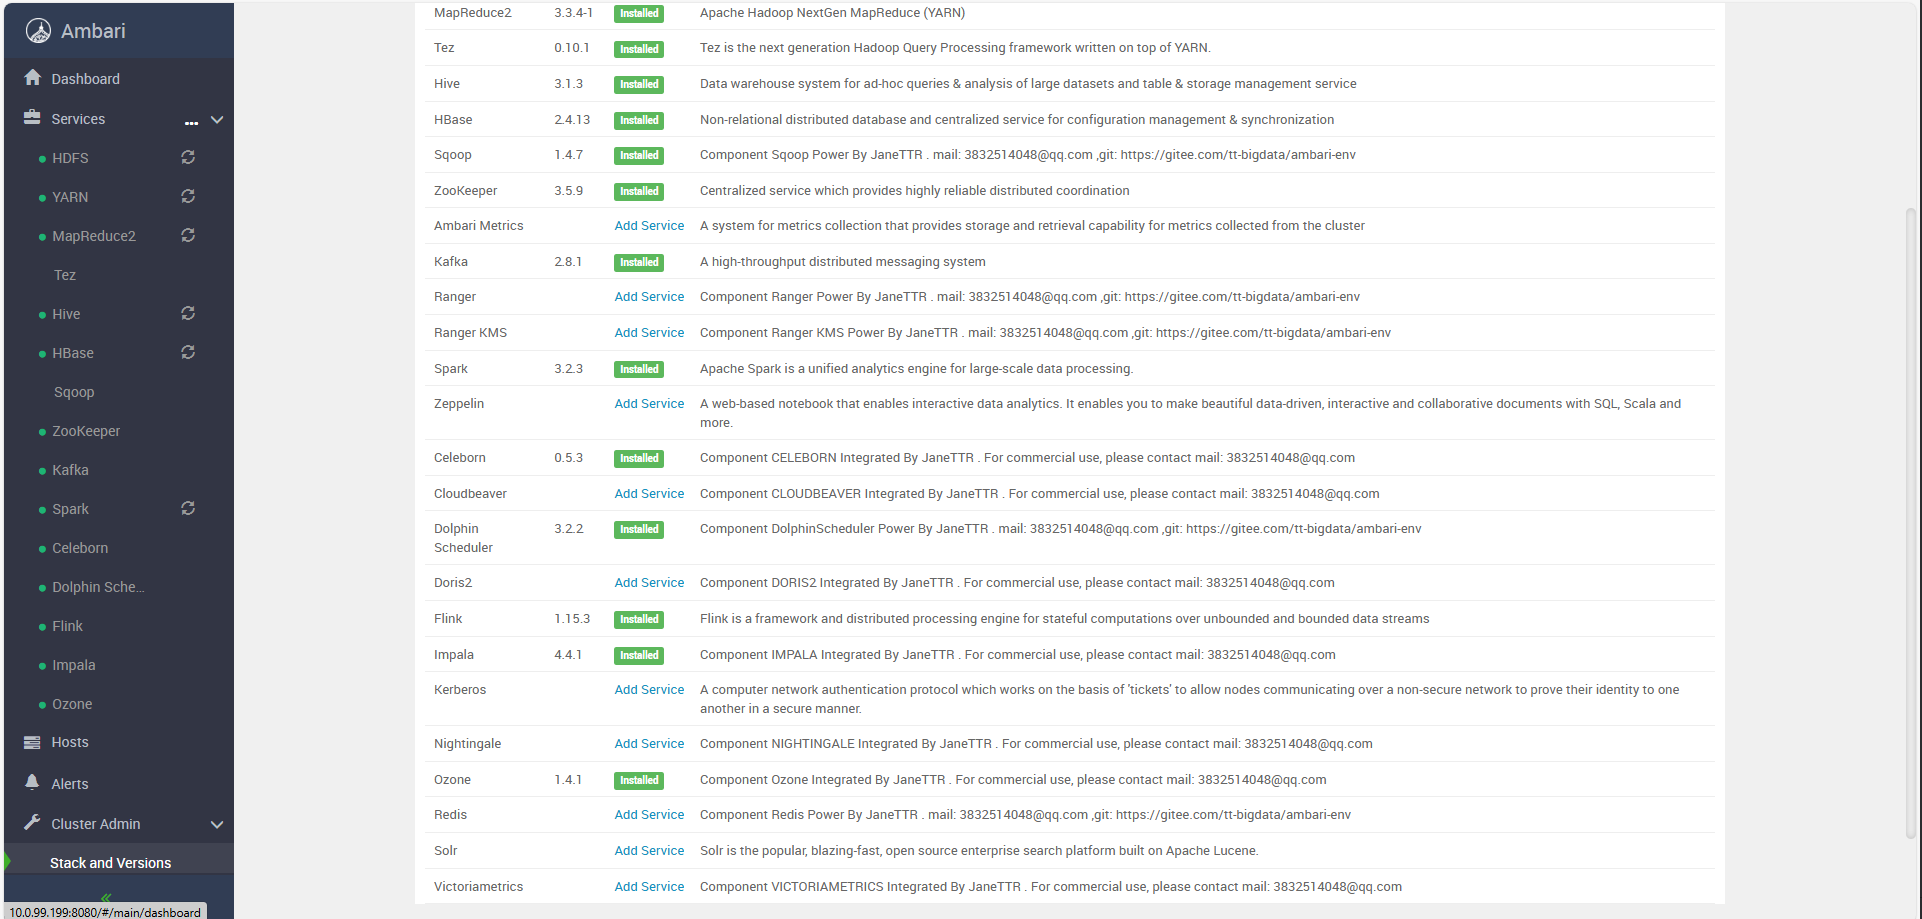 Ambari
Dashboard
Services ...
HDFS
YARN
MapReduce2
Tez
Hive
HBase
Sqoop
ZooKeeper
Kafka
Spark
Celeborn
Dolphin Sche...
Flink
Impala
Ozone
Hosts
Alerts
Cluster Admin
Stack and Versions
10.0.99.199:8080/#/main/dashboard
MapReduce2 3.3.4-1 Installed Apache Hadoop NextGen MapReduce (YARN)
Tez 0.10.1 Installed Tez is the next generation Hadoop Query Processing framework written on top of YARN.
Hive 3.1.3 Installed Data warehouse system for ad-hoc queries & analysis of large datasets and table & storage management service
HBase 2.4.13 Installed Non-relational distributed database and centralized service for configuration management & synchronization
Sqoop 1.4.7 Installed Component Sqoop Power By JaneTTR . mail: 3832514048@qq.com ,git: https://gitee.com/tt-bigdata/ambari-env
ZooKeeper 3.5.9 Installed Centralized service which provides highly reliable distributed coordination
Ambari Metrics Add Service A system for metrics collection that provides storage and retrieval capability for metrics collected from the cluster
Kafka 2.8.1 Installed A high-throughput distributed messaging system
Ranger Add Service Component Ranger Power By JaneTTR . mail: 3832514048@qq.com ,git: https://gitee.com/tt-bigdata/ambari-env
Ranger KMS Add Service Component Ranger KMS Power By JaneTTR . mail: 3832514048@qq.com ,git: https://gitee.com/tt-bigdata/ambari-env
Spark 3.2.3 Installed Apache Spark is a unified analytics engine for large-scale data processing.
Zeppelin Add Service A web-based notebook that enables interactive data analytics. It enables you to make beautiful data-driven, interactive and collaborative documents with SQL, Scala and
more.
Celeborn 0.5.3 Installed Component CELEBORN Integrated By JaneTTR . For commercial use, please contact mail: 3832514048@qq.com
Cloudbeaver Add Service Component CLOUDBEAVER Integrated By JaneTTR . For commercial use, please contact mail: 3832514048@qq.com
Dolphin 3.2.2 Installed Component DolphinScheduler Power By JaneTTR . mail: 3832514048@qq.com ,git: https://gitee.com/tt-bigdata/ambari-env
Scheduler
Doris2 Add Service Component DORIS2 Integrated By JaneTTR . For commercial use, please contact mail: 3832514048@qq.com
Flink 1.15.3 Installed Flink is a framework and distributed processing engine for stateful computations over unbounded and bounded data streams
Impala 4.4.1 Installed Component IMPALA Integrated By JaneTTR . For commercial use, please contact mail: 3832514048@qq.com
Kerberos Add Service A computer network authentication protocol which works on the basis of 'tickets' to allow nodes communicating over a non-secure network to prove their identity to one
another in a secure manner.
Nightingale Add Service Component NIGHTINGALE Integrated By JaneTTR . For commercial use, please contact mail: 3832514048@qq.com
Ozone 1.4.1 Installed Component Ozone Integrated By JaneTTR . For commercial use, please contact mail: 3832514048@qq.com
Redis Add Service Component Redis Power By JaneTTR . mail: 3832514048@qq.com ,git: https://gitee.com/tt-bigdata/ambari-env
Solr Add Service Solr is the popular, blazing-fast, open source enterprise search platform built on Apache Lucene.
Victoriametrics Add Service Component VICTORIAMETRICS Integrated By JaneTTR . For commercial use, please contact mail: 3832514048@qq.com